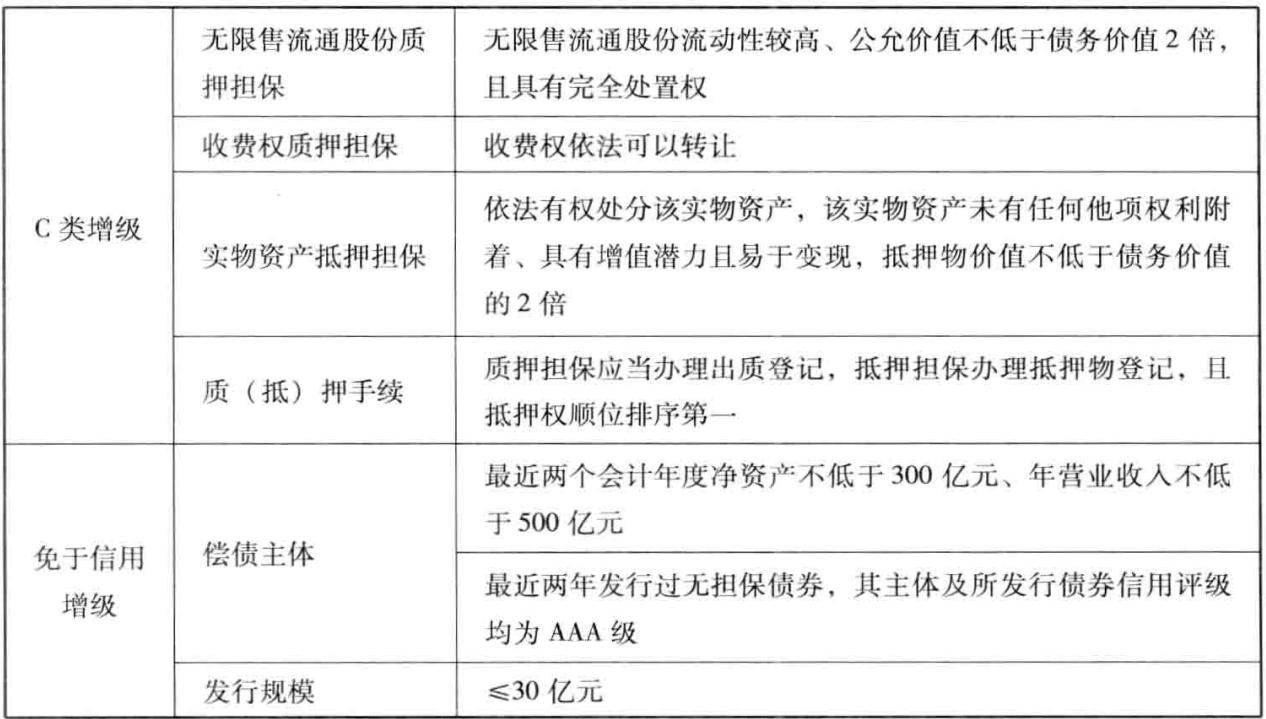 C 类增级
无限售流通股份质
押担保
无限售流通股份流动性较高、公允价值不低于债务价值 2 倍，
且具有完全处置权
收费权质押担保
收费权依法可以转让
实物资产抵押担保
依法有权处分该实物资产，该实物资产未有任何他项权利附
着、具有增值潜力且易于变现，抵押物价值不低于债务价值
的 2 倍
质（抵）押手续
质押担保应当办理出质登记，抵押担保办理抵押物登记，且
抵押权顺位排序第一
免于信用
增级
偿债主体
最近两个会计年度净资产不低于 300 亿元、年营业收入不低
于 500 亿元
最近两年发行过无担保债券，其主体及所发行债券信用评级
均为 AAA 级
发行规模
≤30 亿元